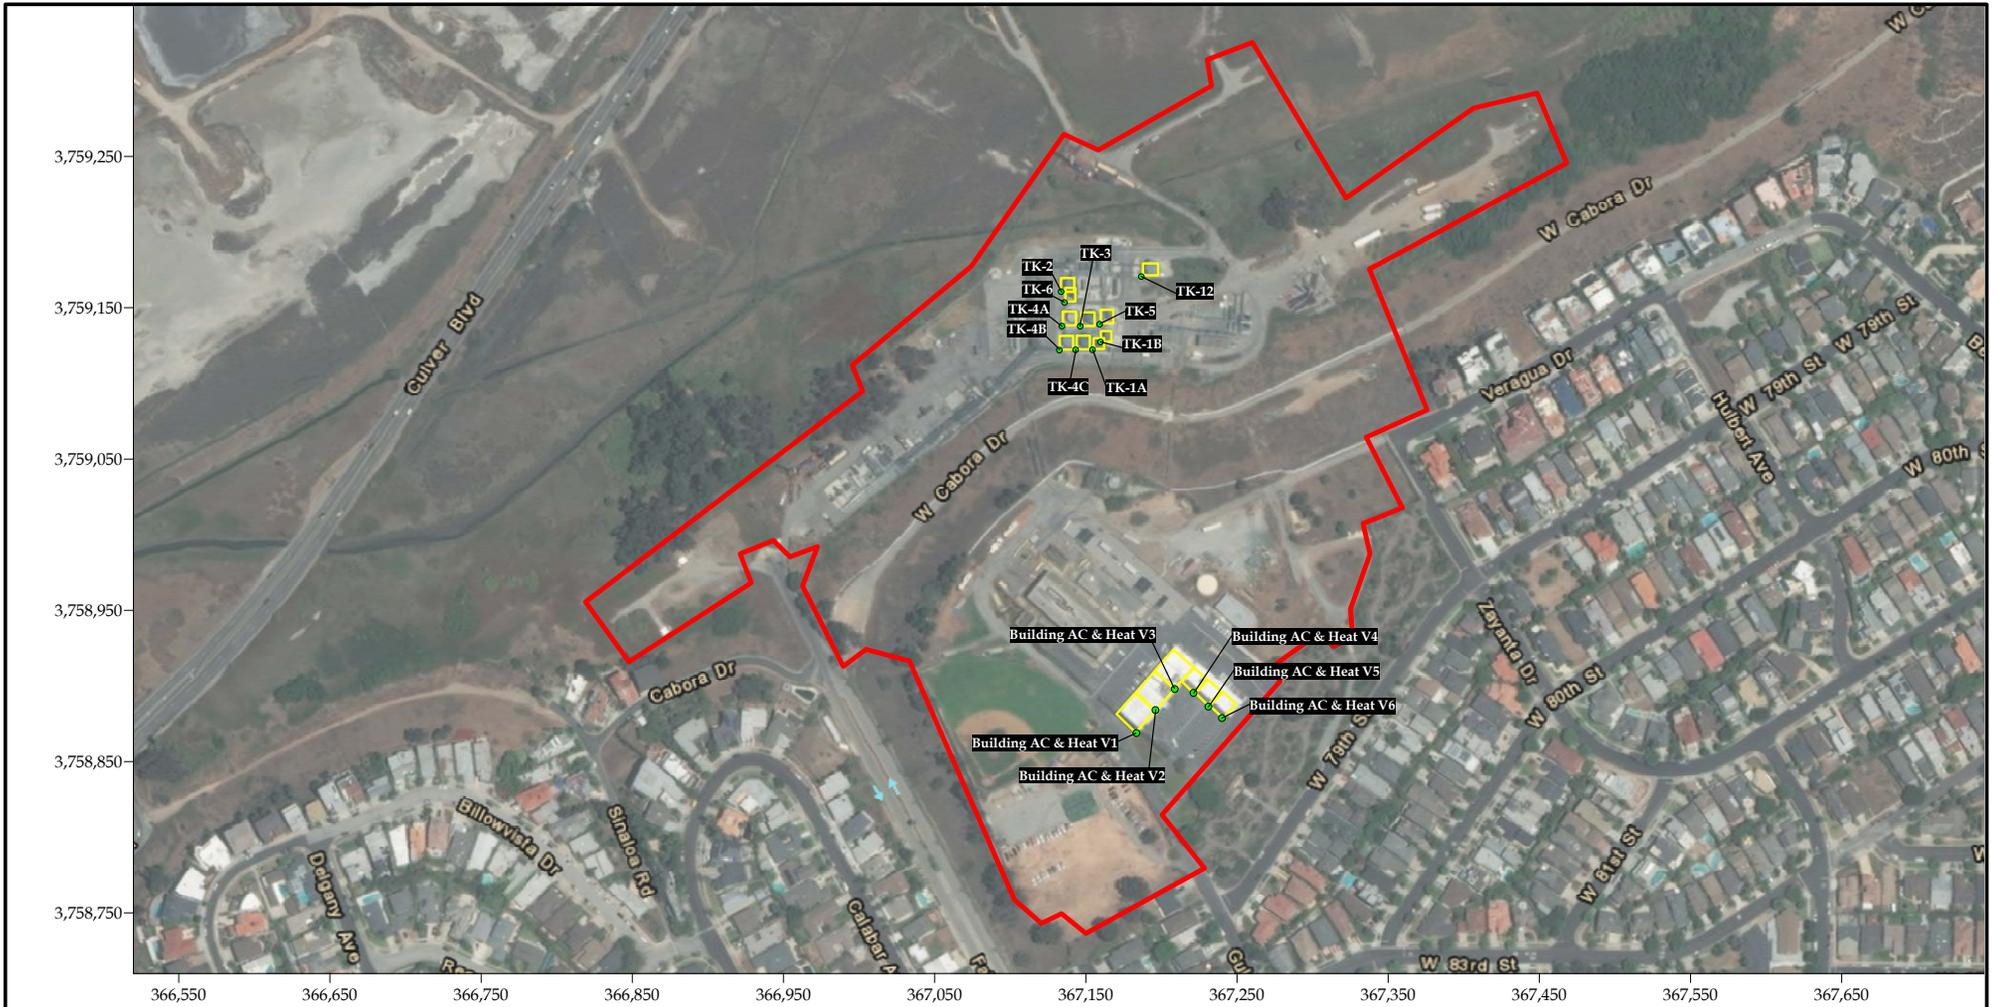 W Cabora Dr
3,759,250
TK-3
TK-2
TK-6
TK-12
3,759,150
TK-4A
TK-5
TK-4B
TK-1B
TK-4C
TK-1A
Culver Blvd
Veragua Dr
W 79th St
W 79th St
Hulbert Ave
W 80th
3,759,050
W Cabora Dr
3,758,950
Zayanta Dr
Building AC & Heat V3
Building AC & Heat V4
Building AC & Heat V5
Building AC & Heat V6
Building AC & Heat V1
Building AC & Heat V2
Cabora Dr
W 80th St
W 79th S
3,758,850
Billowvista Dr
Sinaloa Rd
Delgany Ave
Calabar A
W 81st St
3,758,750
W 83rd St
366,550
366,650
366,750
366,850
366,950
367,050
367,150
367,250
367,350
367,450
367,550
367,650